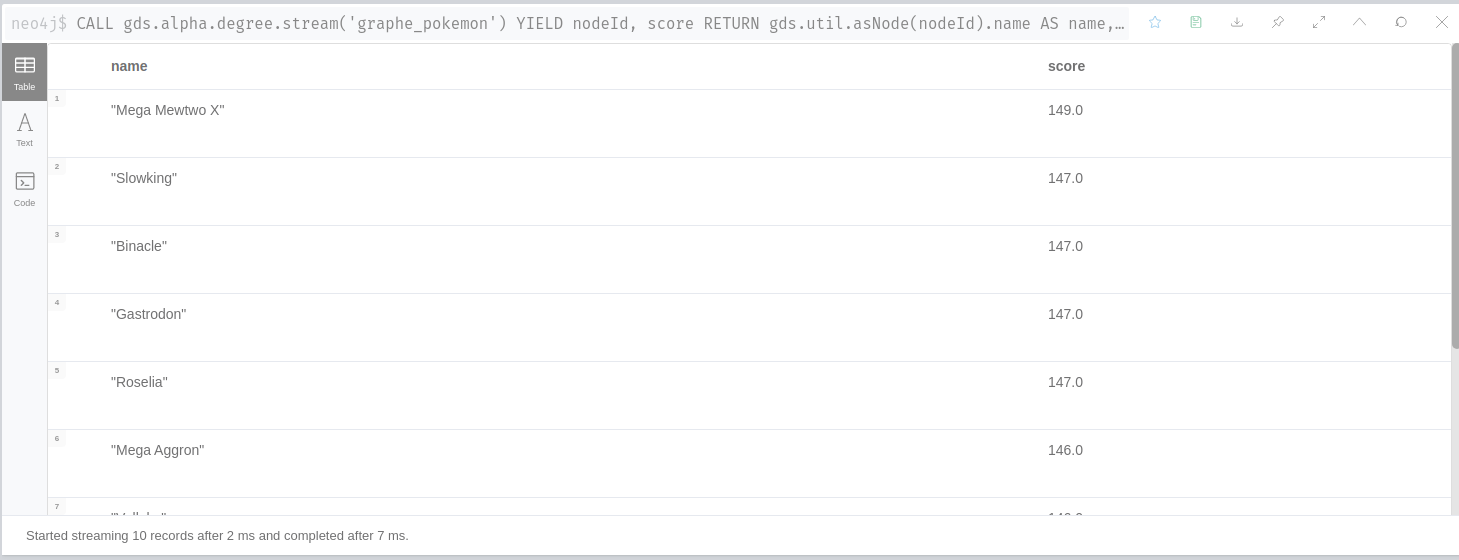 neo4j$ CALL gds.alpha.degree.stream('graphe_pokemon') YIELD nodeId, score RETURN gds.util.asNode(nodeId).name AS name,…
Table
Text
Code
name score
1 "Mega Mewtwo X" 149.0
2 "Slowking" 147.0
3 "Binacle" 147.0
4 "Gastrodon" 147.0
5 "Roselia" 147.0
6 "Mega Aggron" 146.0
7
Started streaming 10 records after 2 ms and completed after 7 ms.